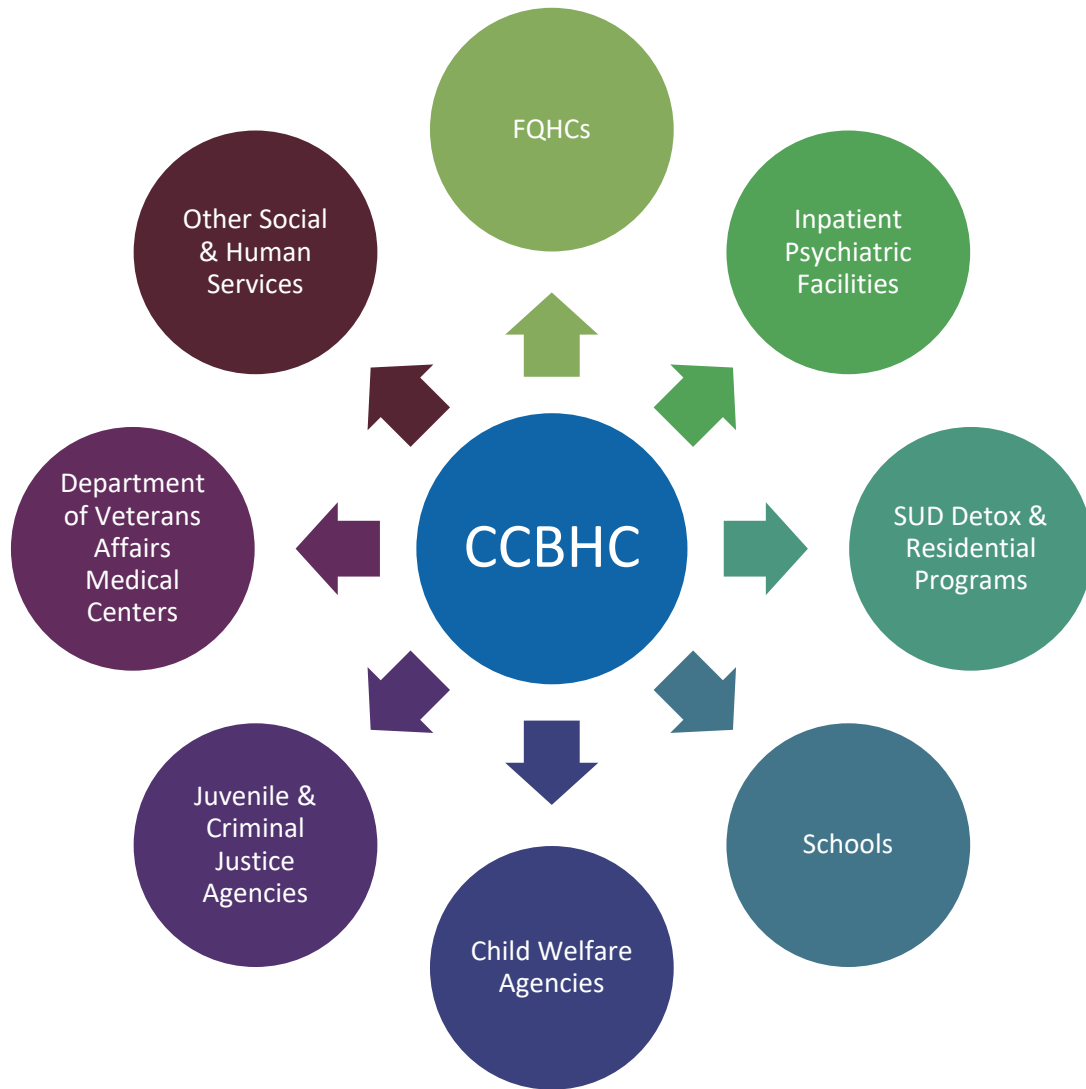 FQHCs
Inpatient
Psychiatric
Facilities
SUD Detox &
Residential
Programs
Schools
Child Welfare
Agencies
Juvenile &
Criminal
Justice
Agencies
Department
of Veterans
Affairs
Medical
Centers
Other Social
& Human
Services
CCBHC